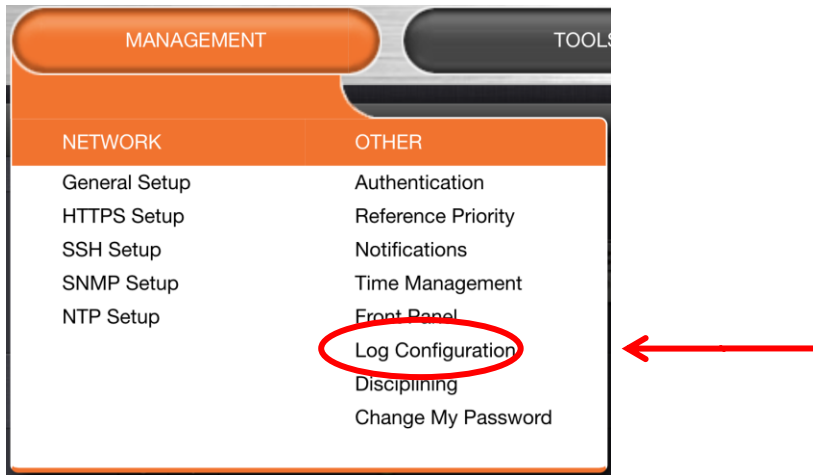 MANAGEMENT
TOOLS
NETWORK
General Setup
HTTPS Setup
SSH Setup
SNMP Setup
NTP Setup
OTHER
Authentication
Reference Priority
Notifications
Time Management
Front Panel
Log Configuration
Disciplining
Change My Password